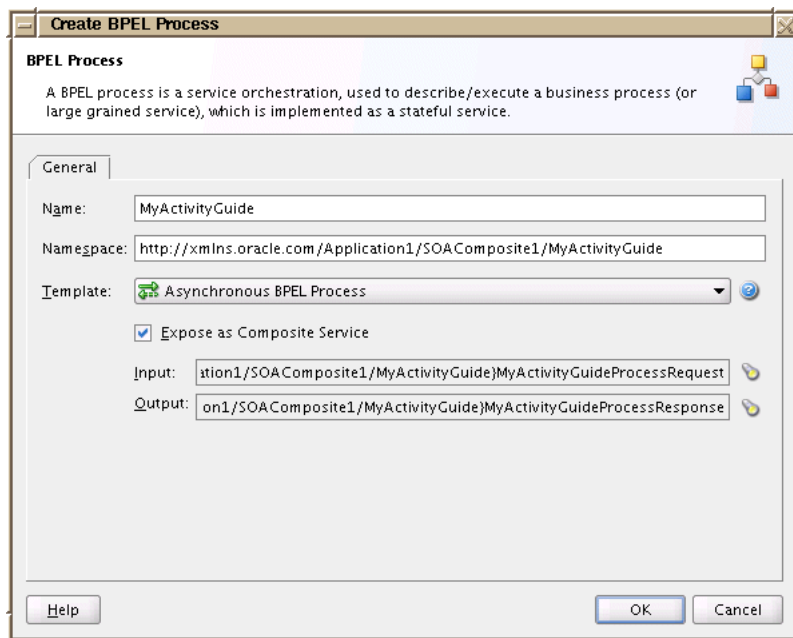 Create BPEL Process
BPEL Process
A BPEL process is a service orchestration, used to describe/execute a business process (or
large grained service), which is implemented as a stateful service.
General
Name: MyActivityGuide
Namespace: http://xmlns.oracle.com/Application1/SOAComposite1/MyActivityGuide
Template: Asynchronous BPEL Process
Expose as Composite Service
Input: ation1/SOAComposite1/MyActivityGuide}MyActivityGuideProcessRequest
Output: on1/SOAComposite1/MyActivityGuide}MyActivityGuideProcessResponse
Help OK Cancel